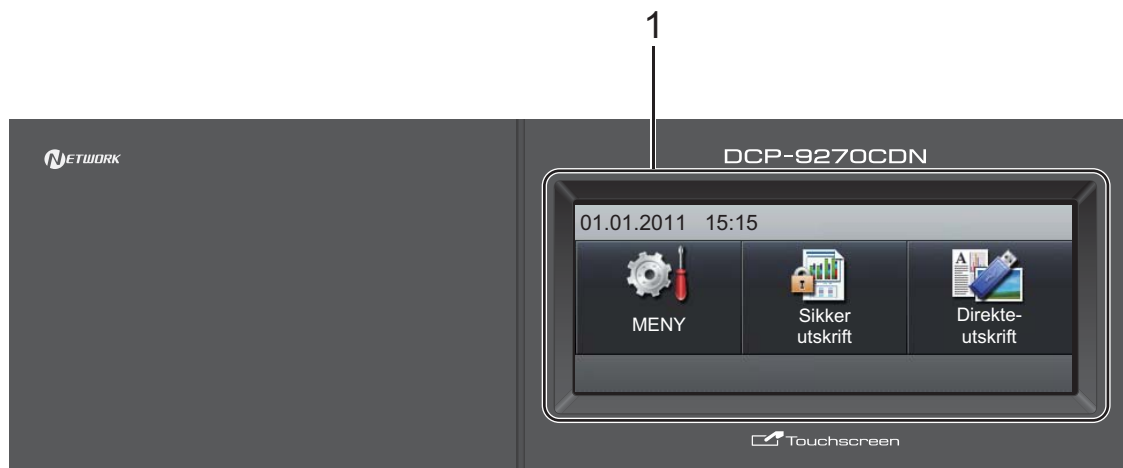 1
NETWORK
DCP-9270CDN
01.01.2011 15:15
MENY
Sikker
utskrift
Direkte-
utskrift
A
Touchscreen